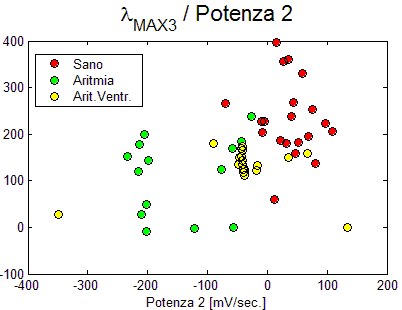 λMAX3 / Potenza 2
400
300
200
100
0
-100
Sano
Aritmia
Arit.Ventr.
-400 -300 -200 -100 0 100 200
Potenza 2 [mV/sec.]